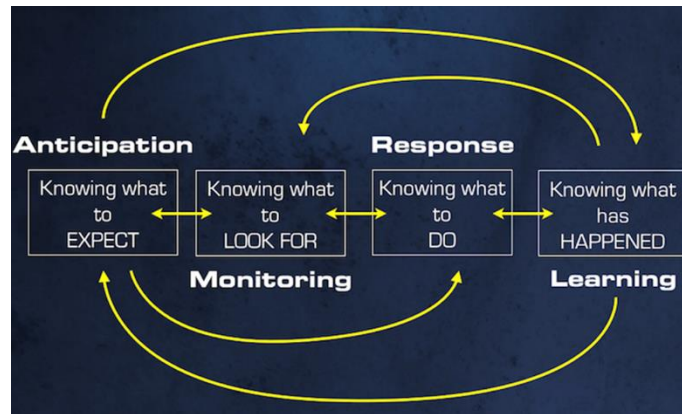 Anticipation
Response
Knowing what
to
EXPECT
Knowing what
to
LOOK FOR
Knowing what
to
DO
Knowing what
has
HAPPENED
Monitoring
Learning